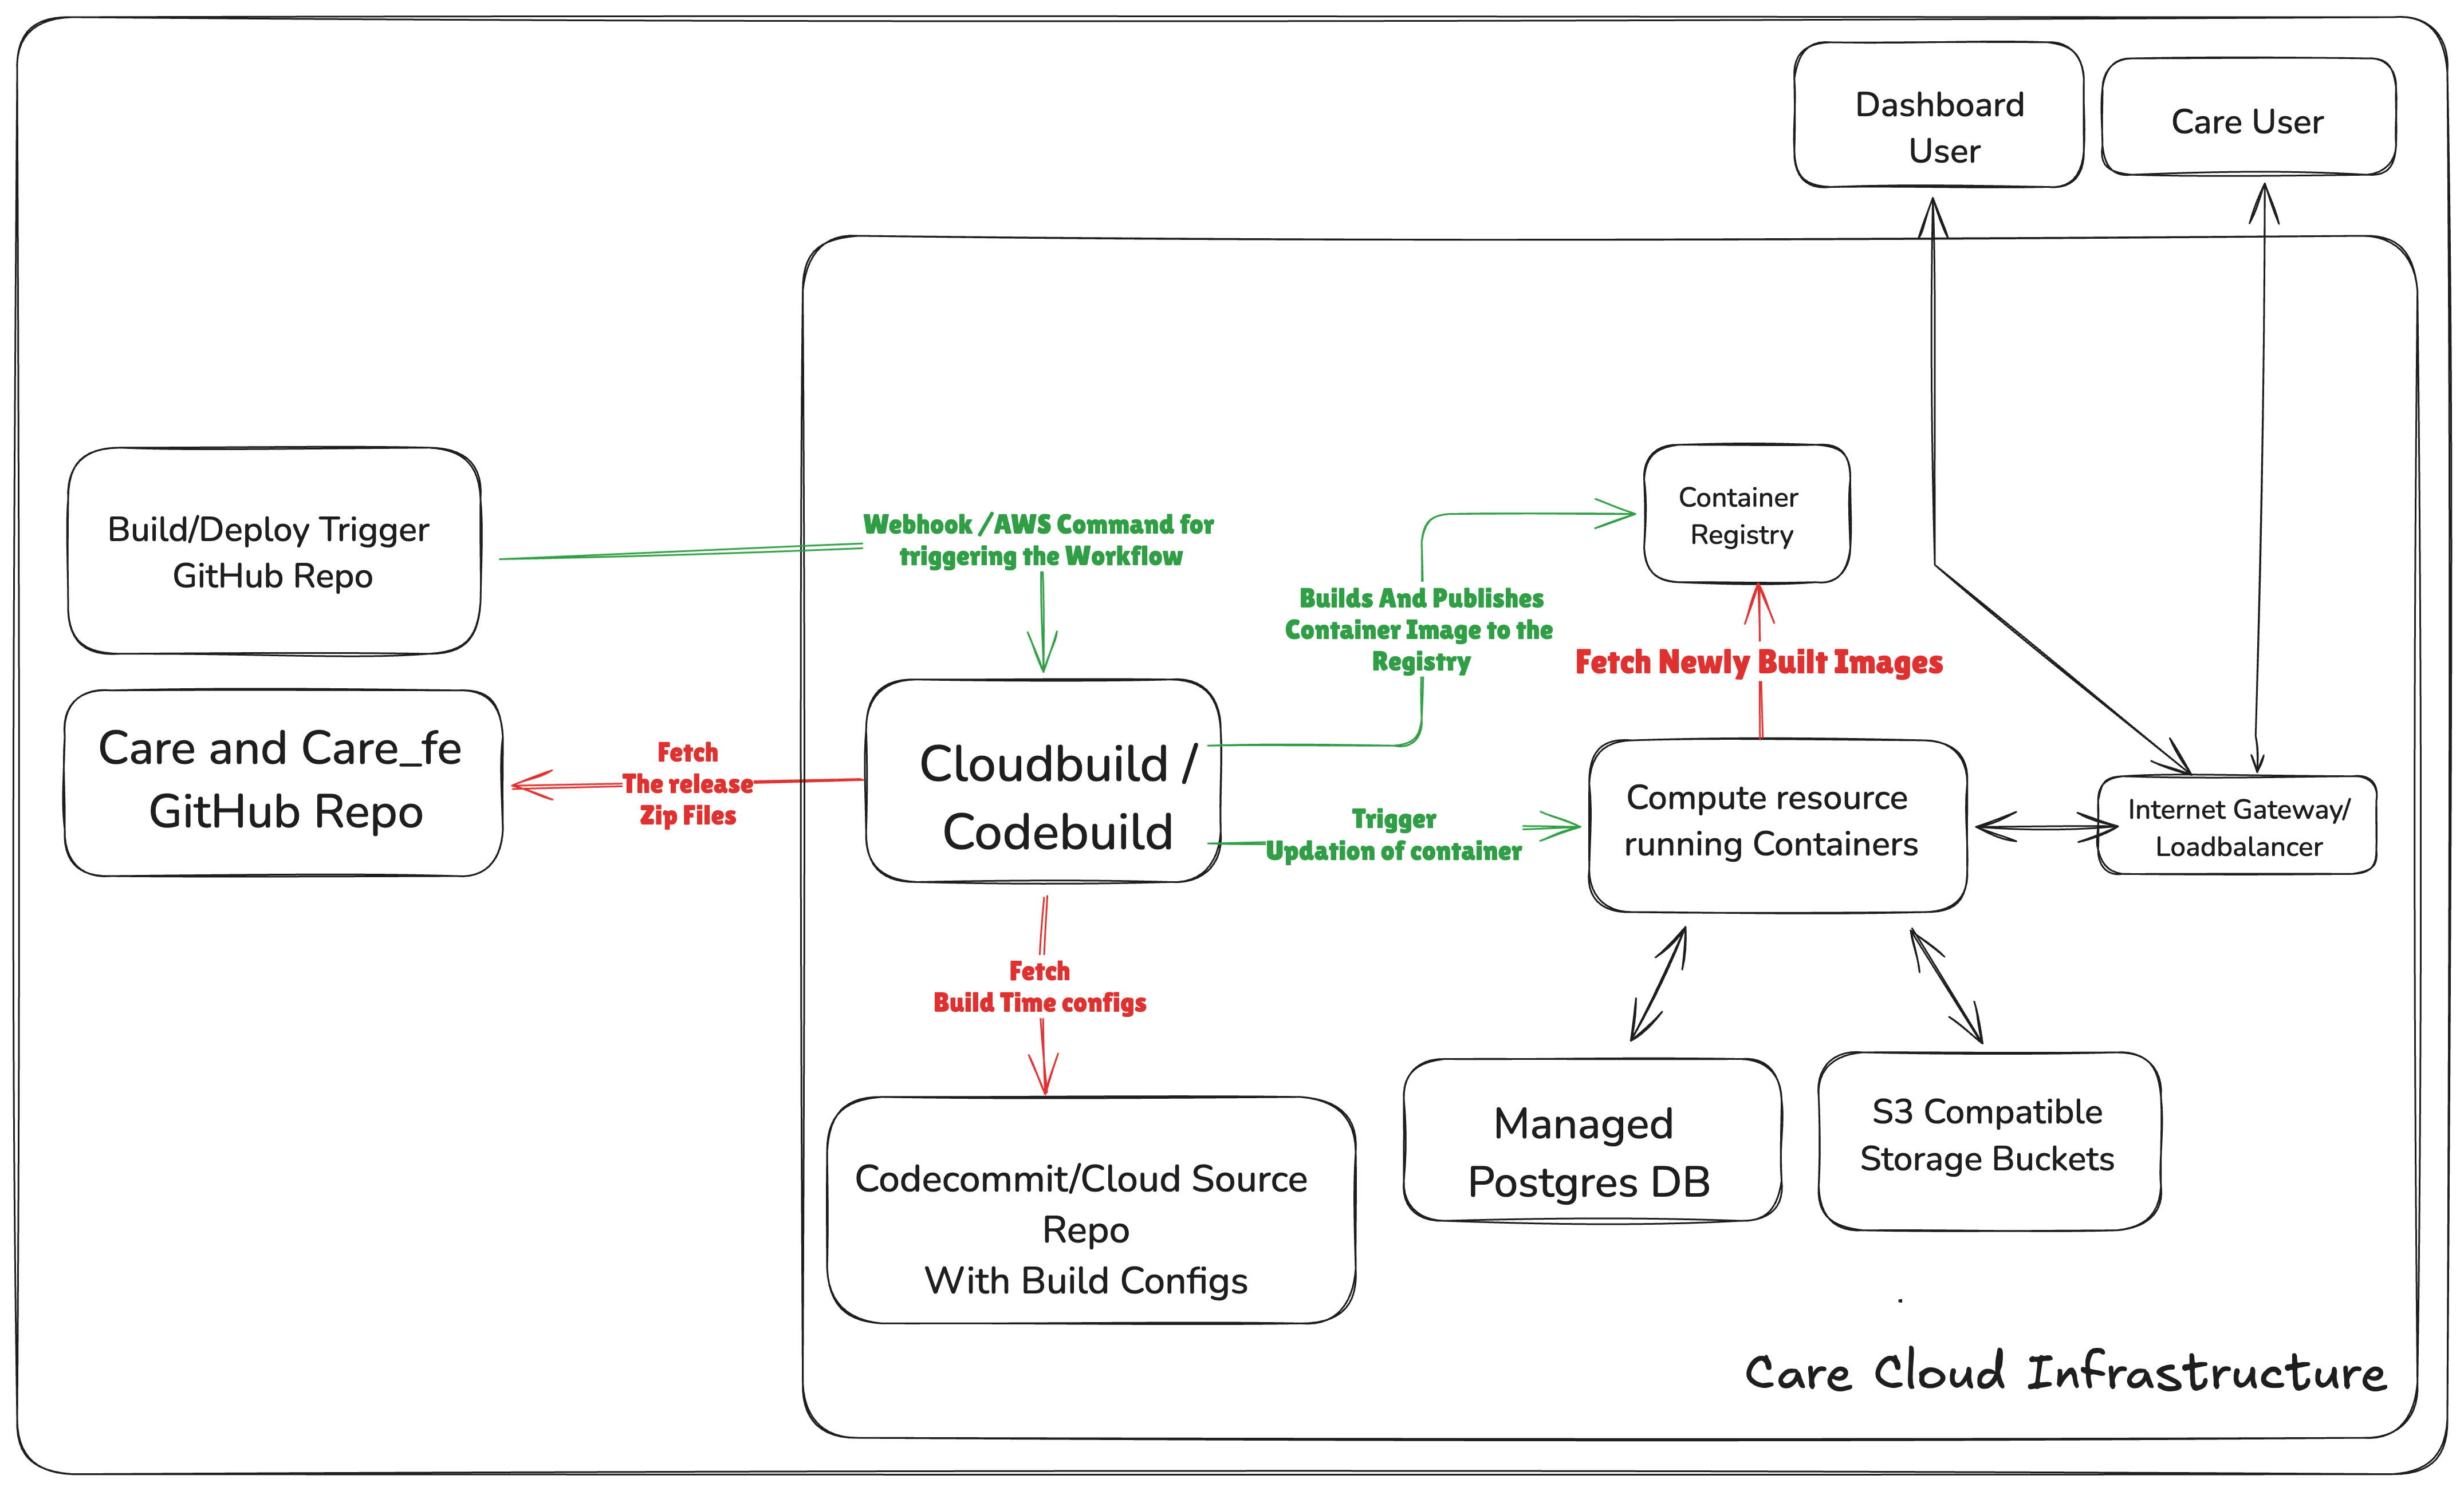 Dashboard
User
Care User
Build/Deploy Trigger
GitHub Repo
Webhook /AWS Command for
triggering the Workflow
Container
Registry
Builds And Publishes
Container Image to the
Registry
Fetch Newly Built Images
Care and Care_fe
GitHub Repo
Fetch
The release
Zip Files
Cloudbuild /
Codebuild
Trigger
Updation of container
Compute resource
running Containers
Internet Gateway/
Loadbalancer
Fetch
Build Time configs
Codecommit/Cloud Source
Repo
With Build Configs
Managed
Postgres DB
S3 Compatible
Storage Buckets
Care Cloud Infrastructure